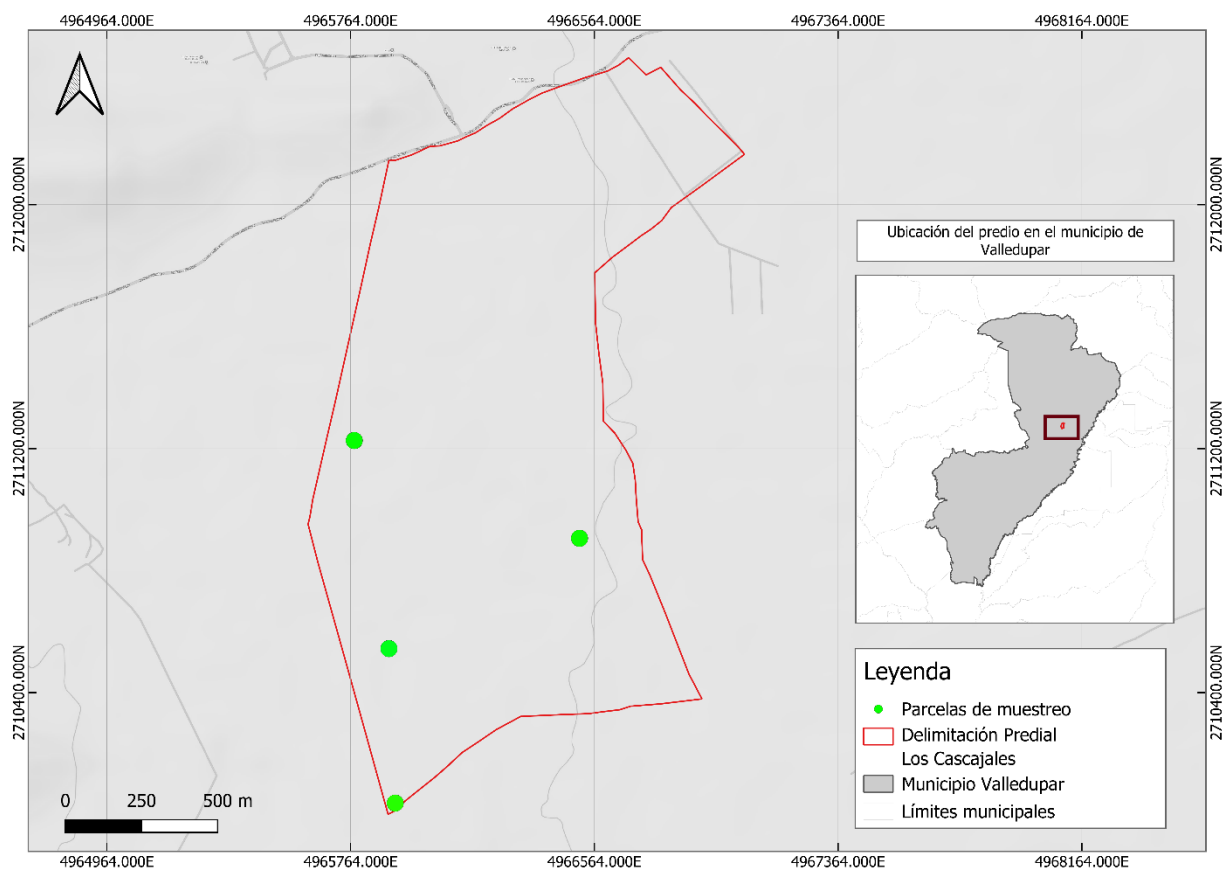 4964964.000E 4965764.000E 4966564.000E 4967364.000E 4968164.000E
2712000.000N
2711200.000N
2710400.000N
2712000.000N
2711200.000N
2710400.000N
Ubicación del predio en el municipio de
Valledupar
Leyenda
Parcelas de muestreo
Delimitación Predial
Los Cascajales
Municipio Valledupar
Límites municipales
0 250 500 m
4964964.000E 4965764.000E 4966564.000E 4967364.000E 4968164.000E